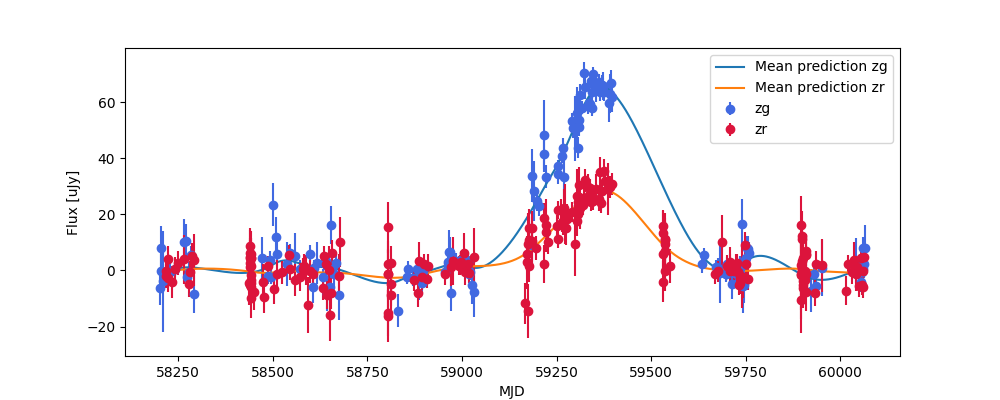 Flux [uJy]
60
40
20
0
−20
58250 58500 58750 59000 59250 59500 59750 60000
MJD
Mean prediction zg
Mean prediction zr
zg
zr